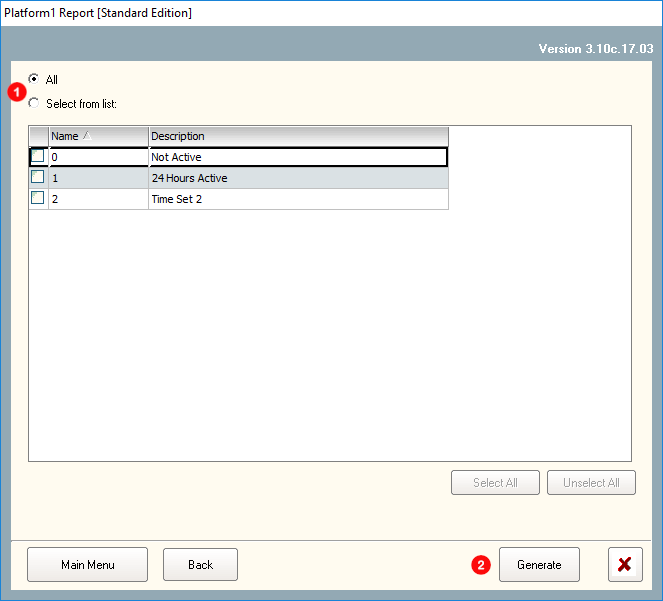 Platform1 Report [Standard Edition]
Version 3.10c.17.03
All
1
Select from list:
Name Description
0 Not Active
1 24 Hours Active
2 Time Set 2
Select All Unselect All
Main Menu Back 2 Generate